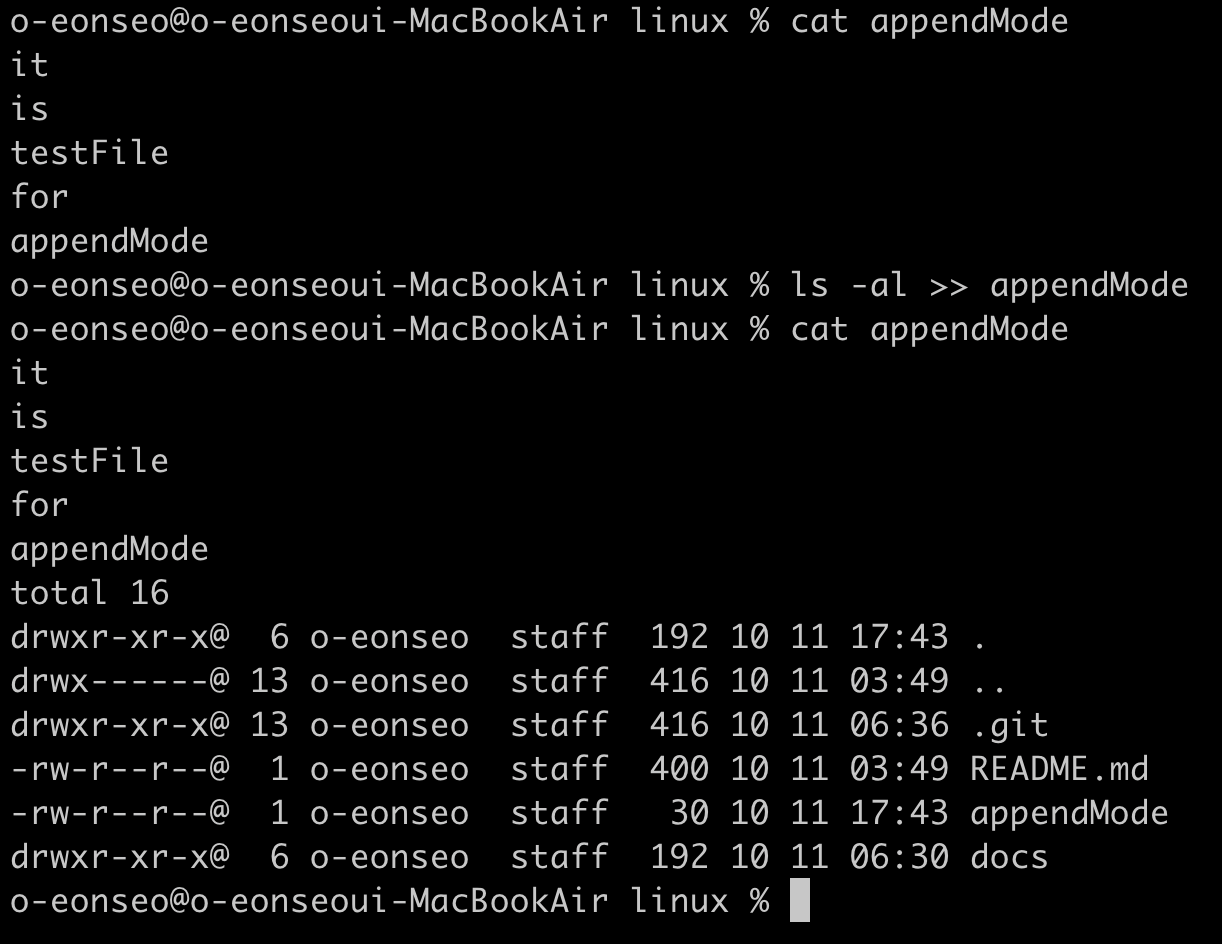 o-eonseo@o-eonseoui-MacBookAir linux % cat appendMode
it
is
testFile
for
appendMode
o-eonseo@o-eonseoui-MacBookAir linux % ls -al >> appendMode
o-eonseo@o-eonseoui-MacBookAir linux % cat appendMode
it
is
testFile
for
appendMode
total 16
drwxr-xr-x@  6 o-eonseo  staff  192 10 11 17:43 .
drwx------@ 13 o-eonseo  staff  416 10 11 03:49 ..
drwxr-xr-x@ 13 o-eonseo  staff  416 10 11 06:36 .git
-rw-r--r--@  1 o-eonseo  staff  400 10 11 03:49 README.md
-rw-r--r--@  1 o-eonseo  staff   30 10 11 17:43 appendMode
drwxr-xr-x@  6 o-eonseo  staff  192 10 11 06:30 docs
o-eonseo@o-eonseoui-MacBookAir linux %